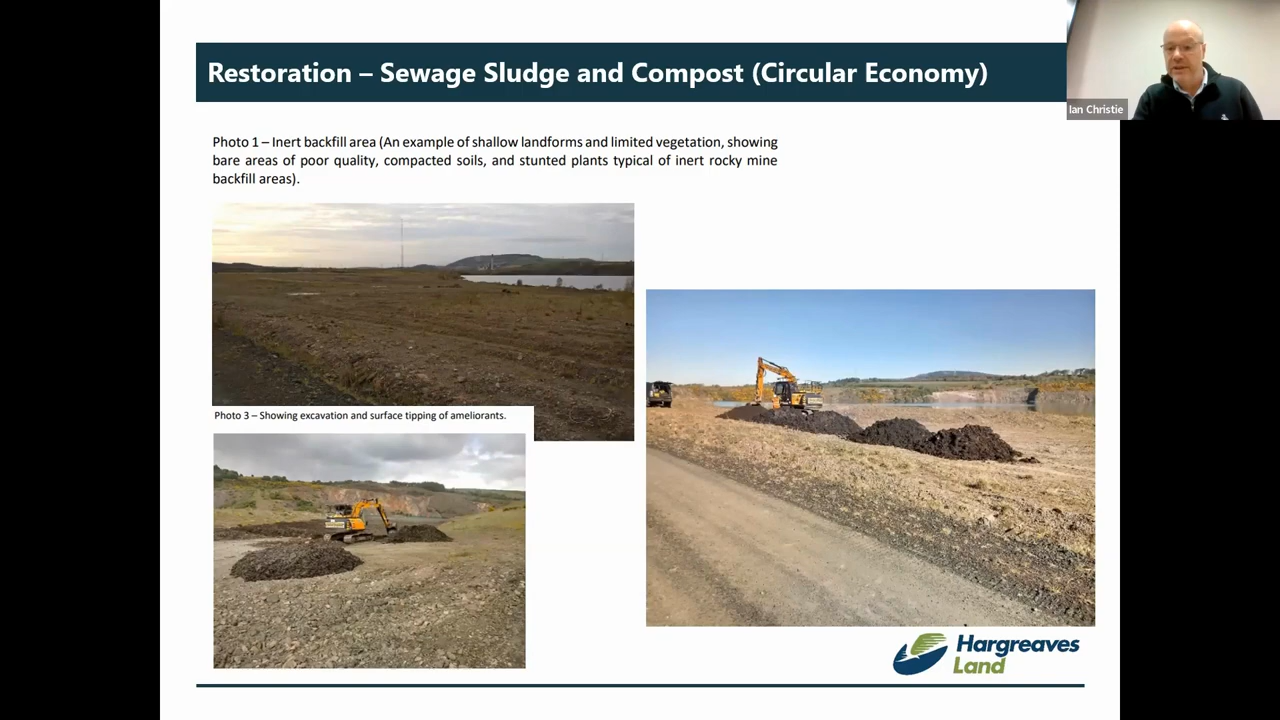 Restoration – Sewage Sludge and Compost (Circular Economy)
Ian Christie
Photo 1 – Inert backfill area (An example of shallow landforms and limited vegetation, showing
bare areas of poor quality, compacted soils, and stunted plants typical of inert rocky mine
backfill areas).
Photo 3 – Showing excavation and surface tipping of ameliorants.
Hargreaves
Land